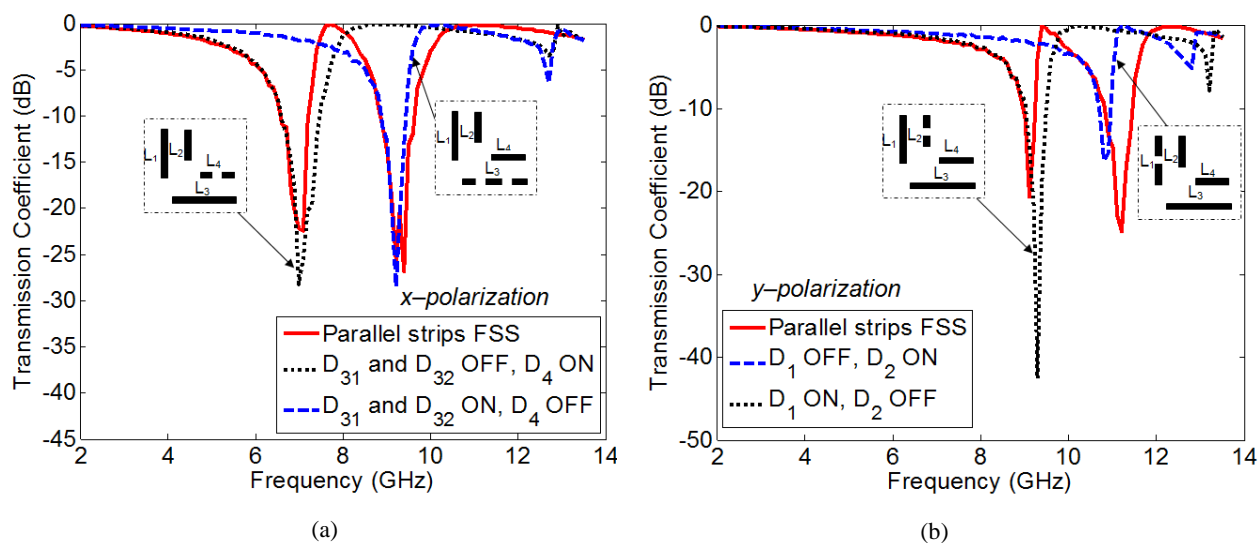 0
-5
-10
-15
-20
-25
-30
-35
-40
-45
Transmission Coefficient (dB)
L1
L2
L4
L3
L1
L2
L4
L3
x–polarization
Parallel strips FSS
D31 and D32 OFF, D4 ON
D31 and D32 ON, D4 OFF
2 4 6 8 10 12 14
Frequency (GHz)
(a)
0
-10
-20
-30
-40
-50
Transmission Coefficient (dB)
L1
L2
L4
L3
L1
L2
L4
L3
y–polarization
Parallel strips FSS
D1 OFF, D2 ON
D1 ON, D2 OFF
2 4 6 8 10 12 14
Frequency (GHz)
(b)